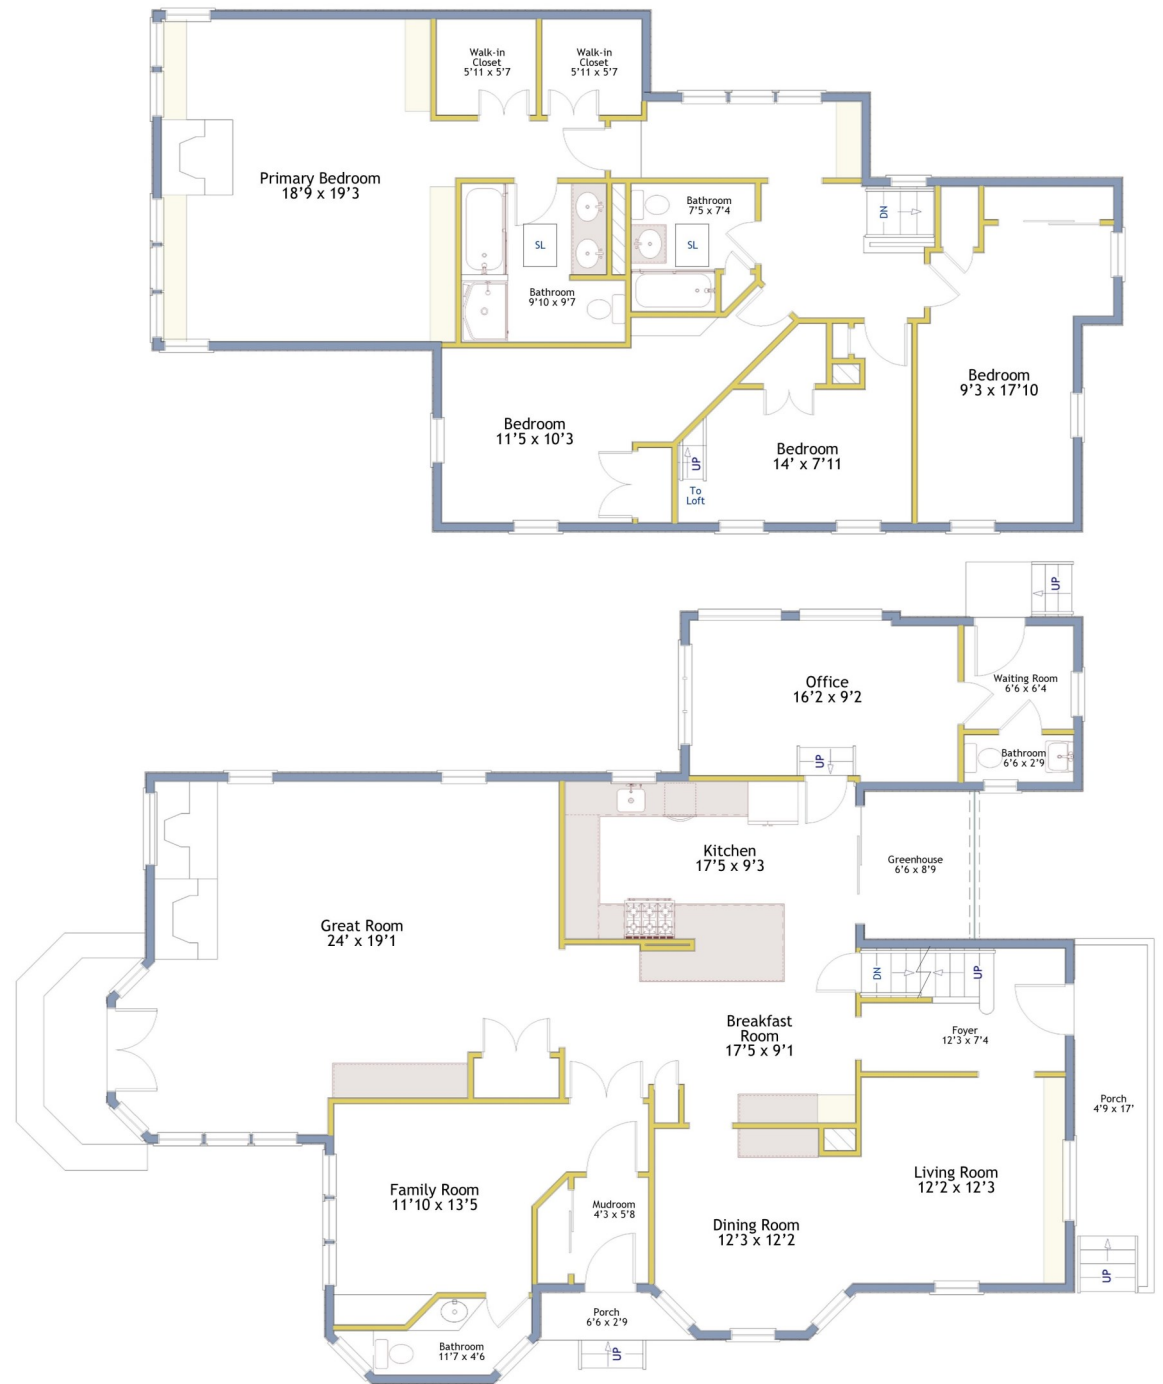 Walk-in
Closet
5'11 x 5'7
Walk-in
Closet
5'11 x 5'7
Primary Bedroom
18'9 x 19'3
Bathroom
7'5 x 7'4
SL
SL
DN
Bathroom
9'10 x 9'7
Bedroom
9'3 x 17'10
Bedroom
11'5 x 10'3
Bedroom
14' x 7'11
UP
To
Loft
UP
Office
16'2 x 9'2
Waiting Room
6'6 x 6'4
Bathroom
6'6 x 2'9
UP
Kitchen
17'5 x 9'3
Greenhouse
6'6 x 8'9
Great Room
24' x 19'1
DN
UP
Breakfast
Room
17'5 x 9'1
Foyer
12'3 x 7'4
Porch
4'9 x 17'
Family Room
11'10 x 13'5
Mudroom
4'3 x 5'8
Living Room
12'2 x 12'3
Dining Room
12'3 x 12'2
UP
Porch
6'6 x 2'9
UP
Bathroom
11'7 x 4'6